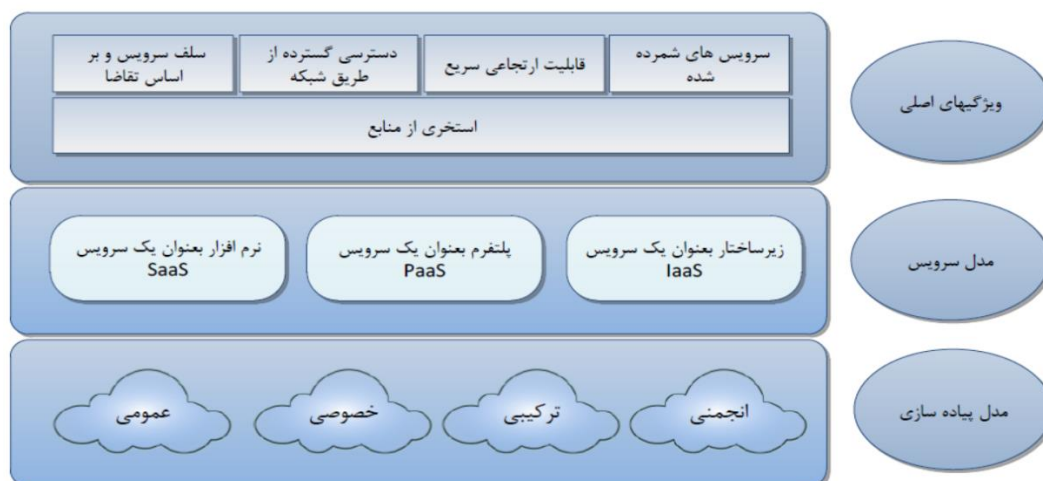 سرویس های شمرده
شده
قابلیت ارتجاعی سریع
دسترسی گسترده از
طریق شبکه
سلف سرویس و بر
اساس تقاضا
استخری از منابع
ویژگیهای اصلی
زیرساختار بعنوان یک سرویس
IaaS
پلتفرم بعنوان یک سرویس
PaaS
نرم افزار بعنوان یک سرویس
SaaS
مدل سرویس
انجمنی
ترکیبی
خصوصی
عمومی
مدل پیاده سازی